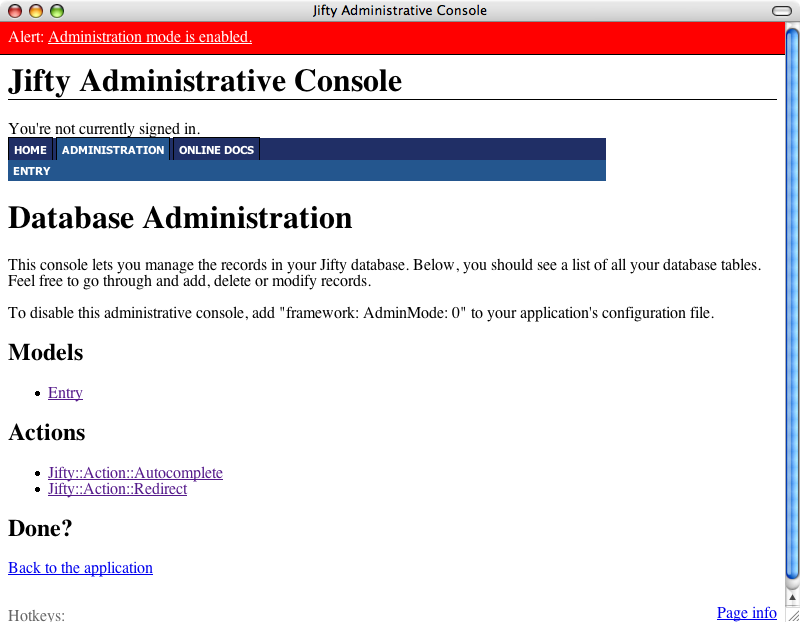 Jifty Administrative Console
Alert: Administration mode is enabled.
Jifty Administrative Console
You're not currently signed in.
HOME ADMINISTRATION ONLINE DOCS
ENTRY
Database Administration
This console lets you manage the records in your Jifty database. Below, you should see a list of all your database tables.
Feel free to go through and add, delete or modify records.
To disable this administrative console, add "framework: AdminMode: 0" to your application's configuration file.
Models
• Entry
Actions
• Jifty::Action::Autocomplete
• Jifty::Action::Redirect
Done?
Back to the application
Page info
Hotkeys: